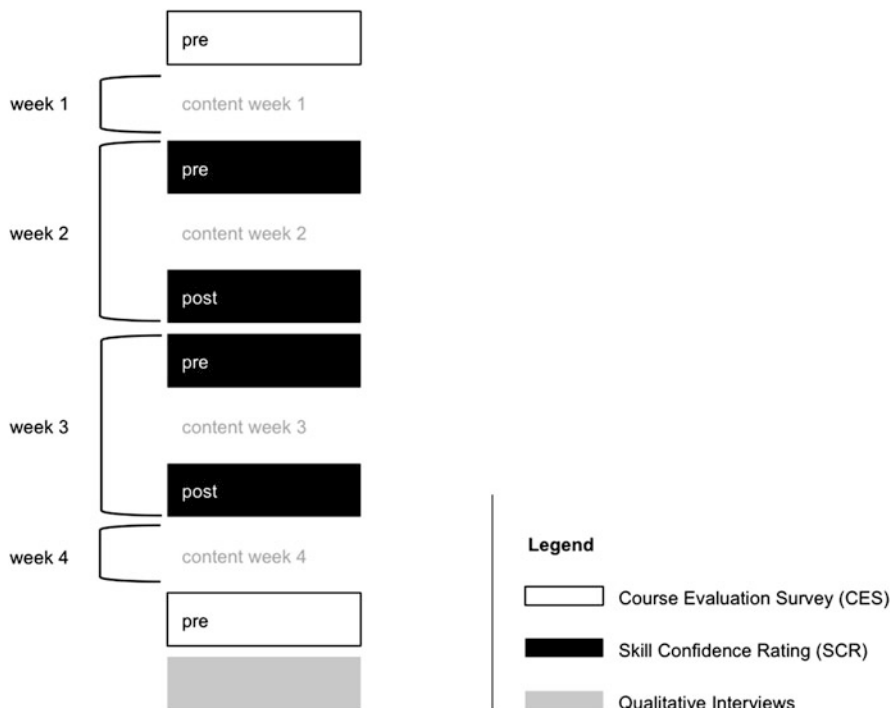 pre
week 1
content week 1
pre
week 2
content week 2
post
pre
week 3
content week 3
post
week 4
content week 4
pre
Legend
Course Evaluation Survey (CES)
Skill Confidence Rating (SCR)
Qualitative Interviews